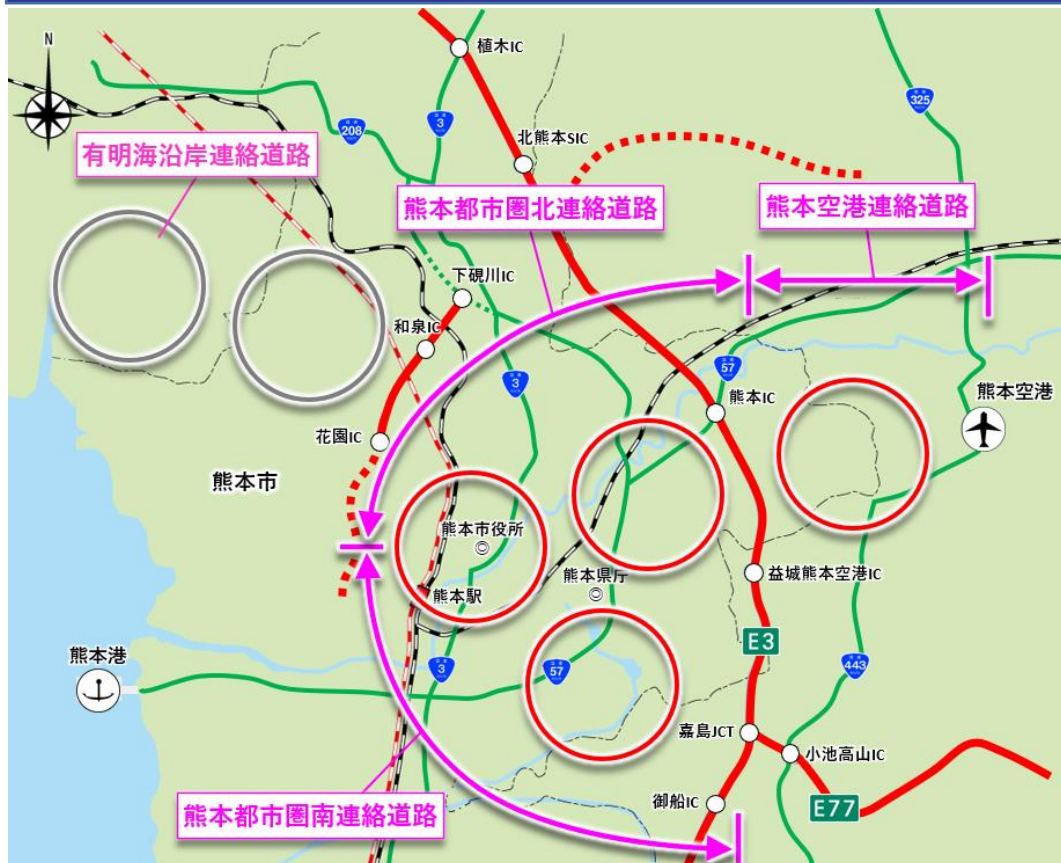 N
植木IC
325
3
208
北熊本SIC
有明海沿岸連絡道路
熊本都市圏北連絡道路
熊本空港連絡道路
下硯川IC
和泉IC
57
3
熊本IC
熊本空港
花園IC
熊本市
熊本市役所
◎
益城熊本空港IC
熊本県庁
◎
熊本駅
E3
熊本港
3
57
443
嘉島JCT
小池高山IC
御船IC
E77
熊本都市圏南連絡道路